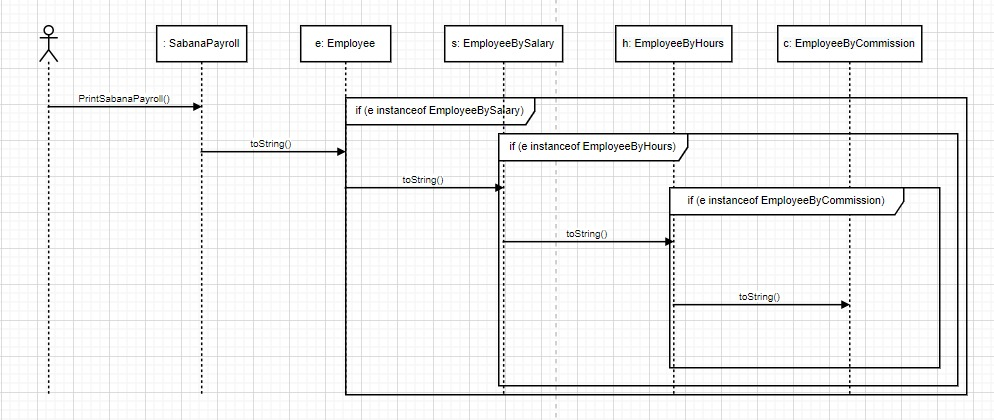 : SabanaPayroll
e: Employee
s: EmployeeBySalary
h: EmployeeByHours
c: EmployeeByCommission
PrintSabanaPayroll()
if (e instanceof EmployeeBySalary)
toString()
if (e instanceof EmployeeByHours)
toString()
if (e instanceof EmployeeByCommission)
toString()
toString()